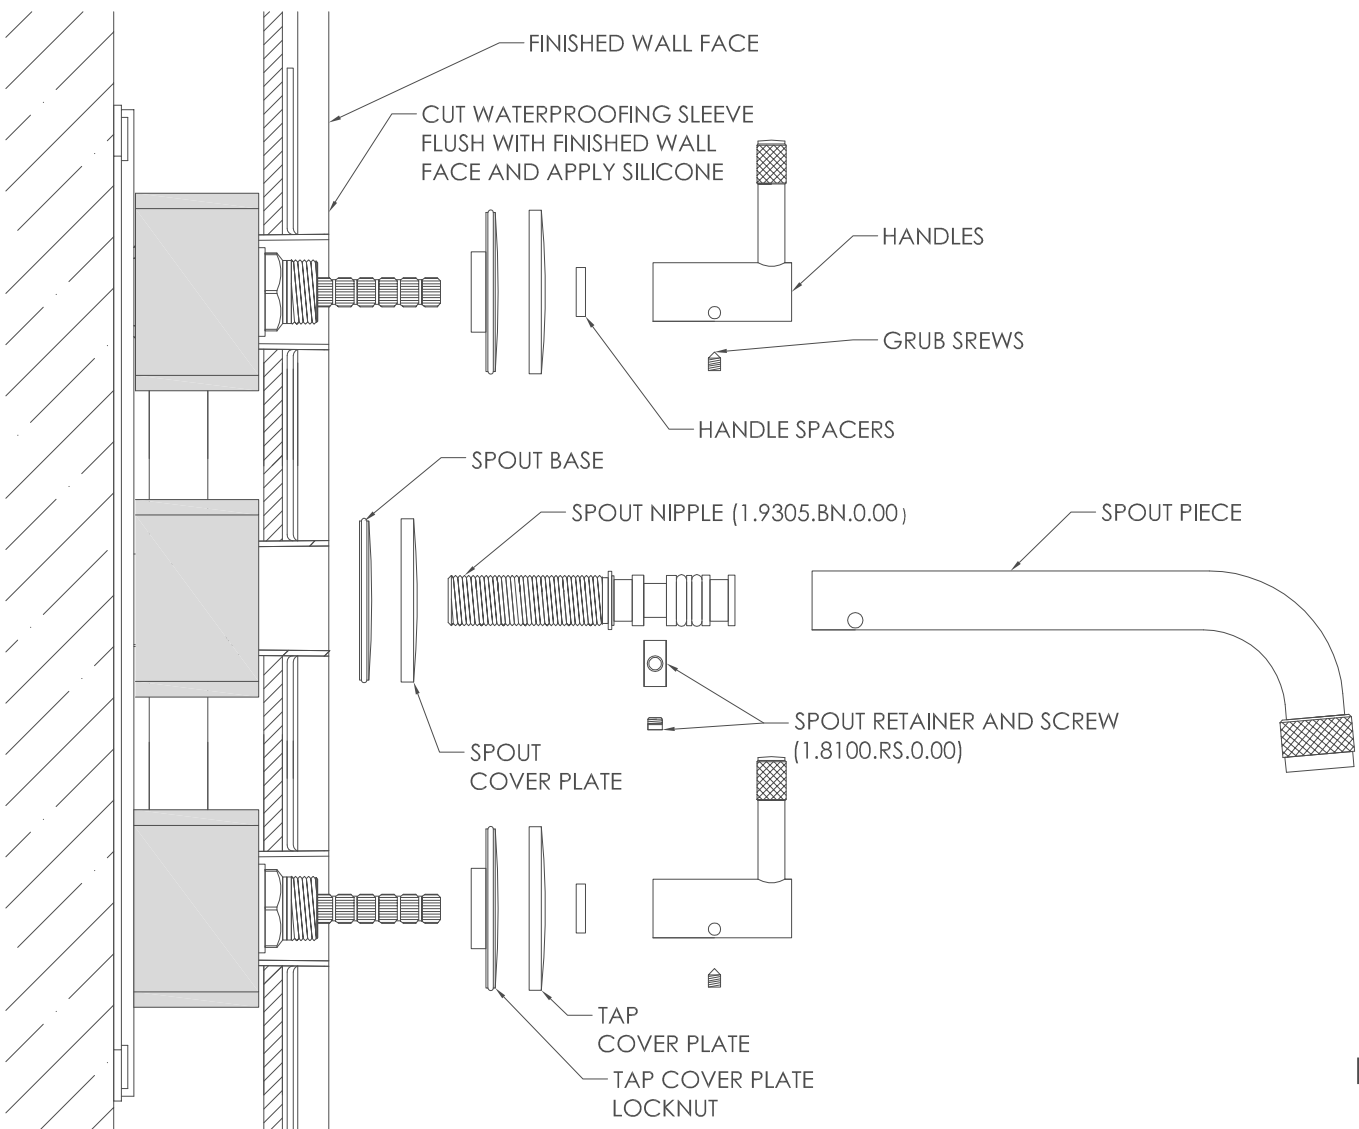 FINISHED WALL FACE
CUT WATERPROOFING SLEEVE
FLUSH WITH FINISHED WALL
FACE AND APPLY SILICONE
HANDLES
GRUB SREWS
HANDLE SPACERS
SPOUT BASE
SPOUT NIPPLE (1.9305.BN.0.00)
SPOUT PIECE
SPOUT RETAINER AND SCREW
(1.8100.RS.0.00)
SPOUT
COVER PLATE
TAP
COVER PLATE
TAP COVER PLATE
LOCKNUT